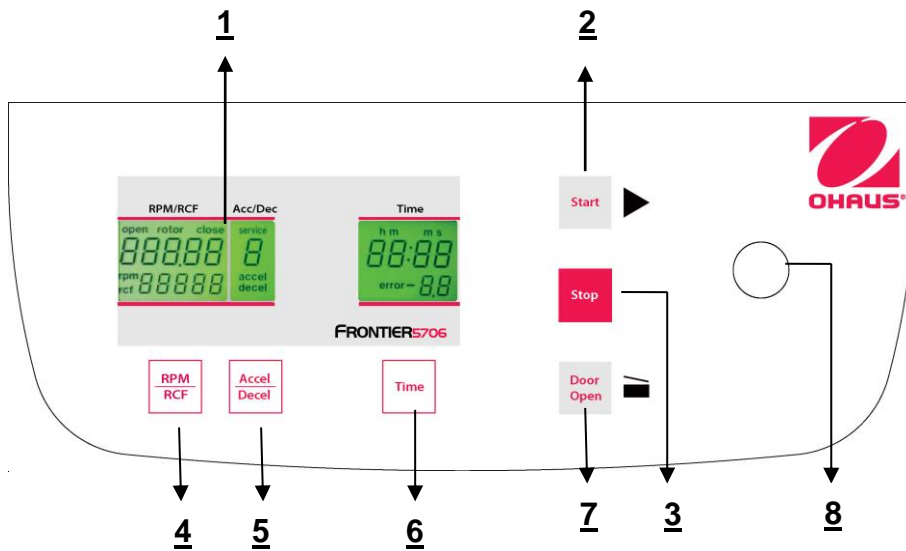 1 2
OHAUS®
RPM/RCF Acc/Dec Time
open rotor close service h m m s
888.88 8 88:88
rpm
rcf 88888 accel
decel error- 8.8
FRONTIER5706
Start
Stop
Door
Open
RPM
RCF
Accel
Decel
Time
4 5 6 7 3 8